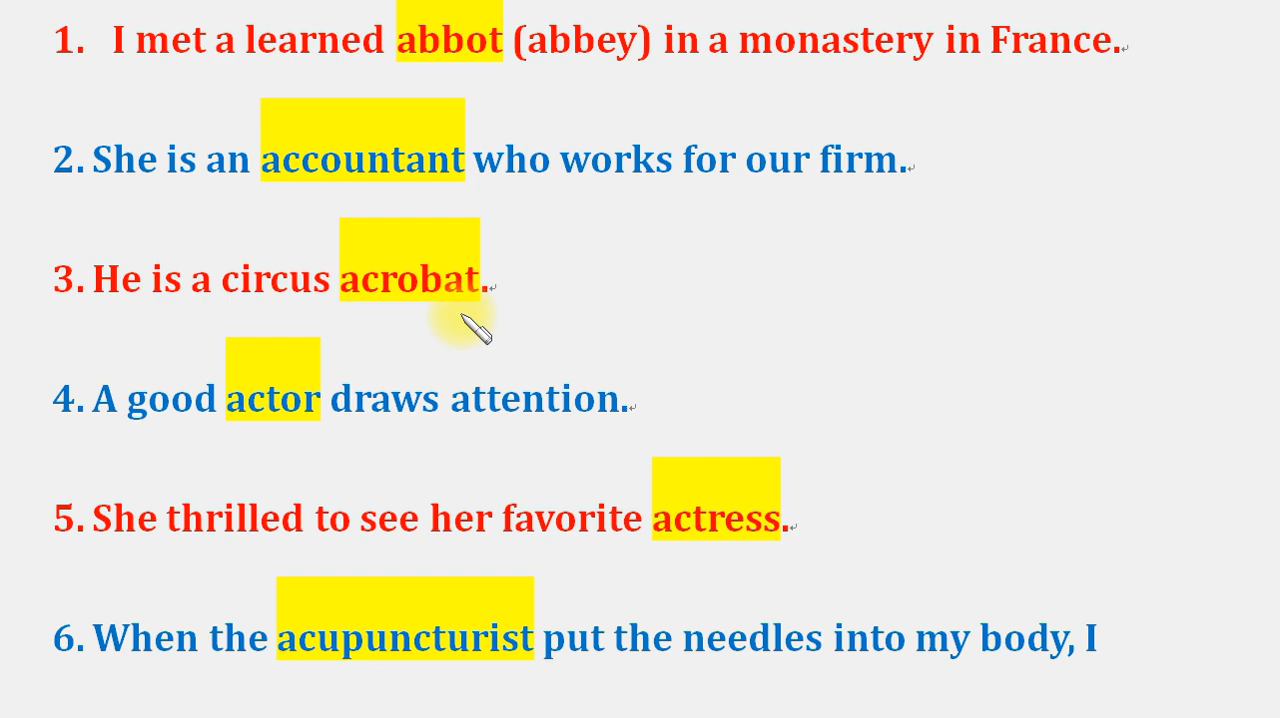 1. I met a learned abbot (abbey) in a monastery in France.
2. She is an accountant who works for our firm.
3. He is a circus acrobat.
4. A good actor draws attention.
5. She thrilled to see her favorite actress.
6. When the acupuncturist put the needles into my body, I